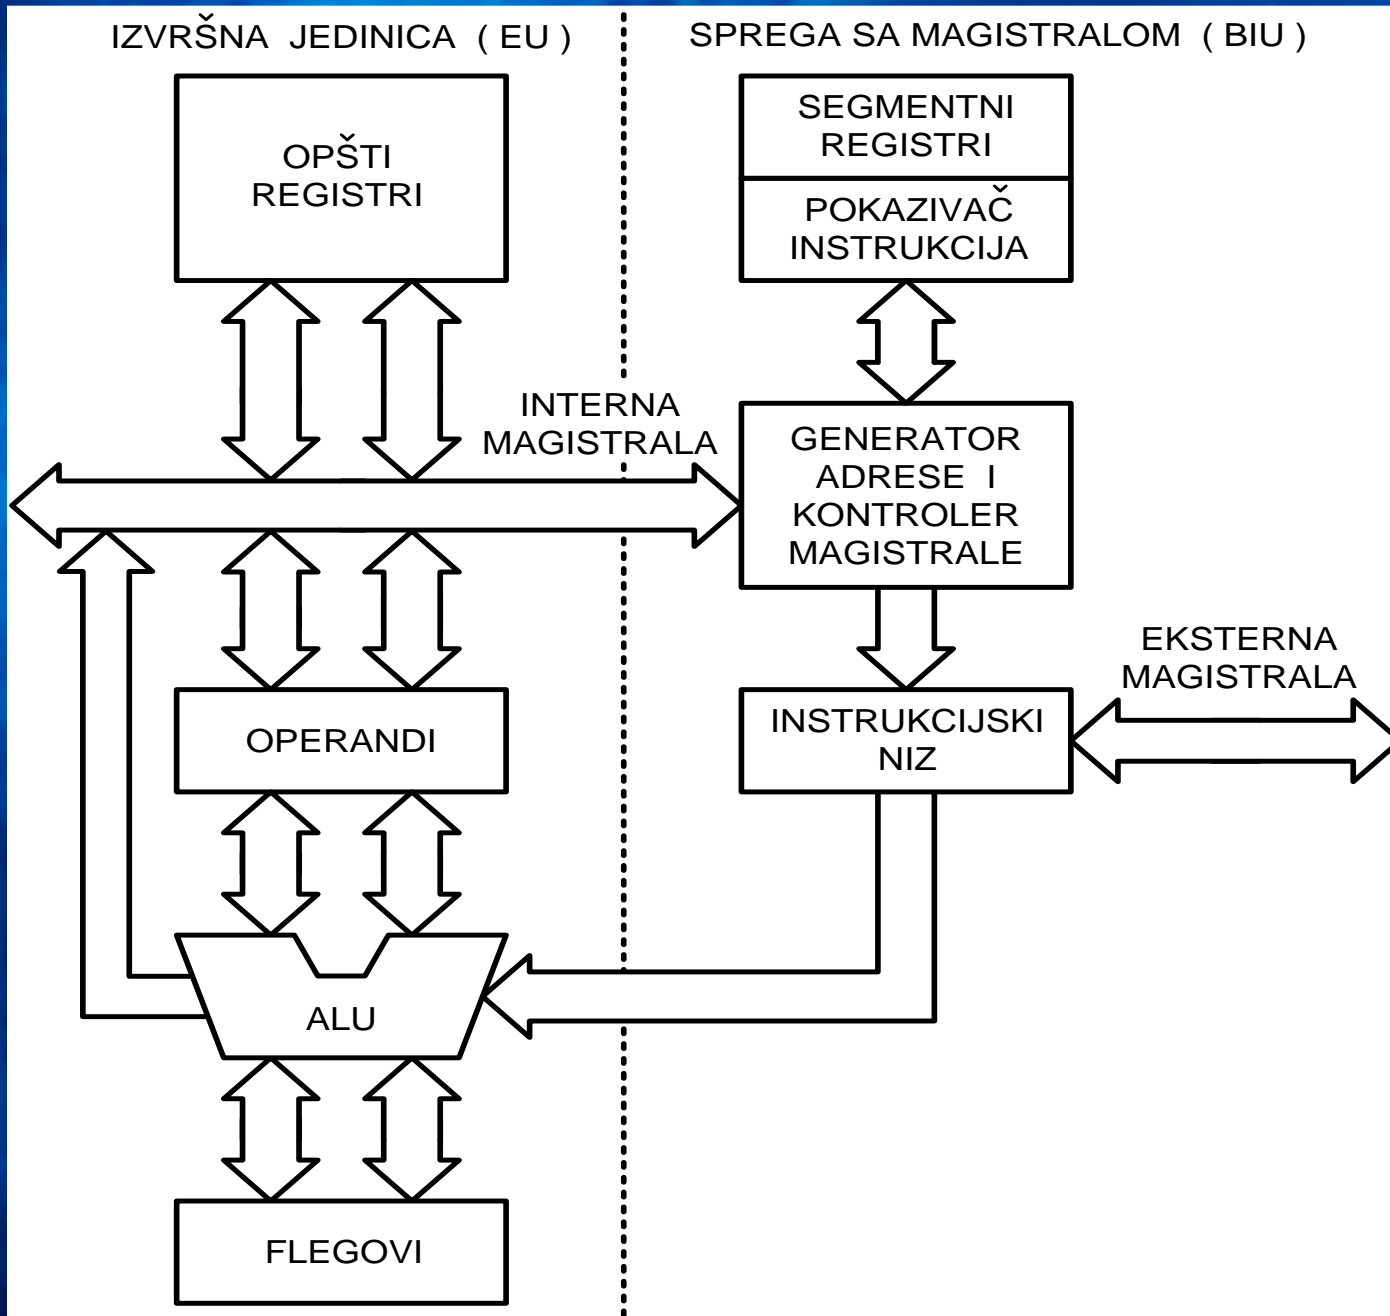 IZVRŠNA JEDINICA ( EU )
SPREGA SA MAGISTRALOM ( BIU )
OPŠTI
REGISTRI
SEGMENTNI
REGISTRI
POKAZIVAČ
INSTRUKCIJA
INTERNA
MAGISTRALA
GENERATOR
ADRESE I
KONTROLER
MAGISTRALE
EKSTERNA
MAGISTRALA
OPERANDI
INSTRUKCIJSKI
NIZ
ALU
FLEGOVI